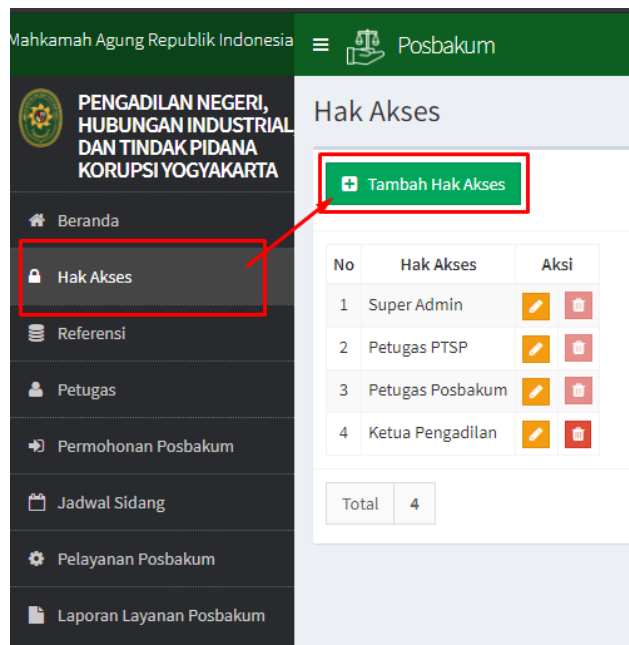 Mahkamah Agung Republik Indonesia
Posbakum
PENGADILAN NEGERI,
HUBUNGAN INDUSTRIAL,
DAN TINDAK PIDANA
KORUPSI YOGYAKARTA
Beranda
Hak Akses
Referensi
Petugas
Permohonan Posbakum
Jadwal Sidang
Pelayanan Posbakum
Laporan Layanan Posbakum
Hak Akses
Tambah Hak Akses
No Hak Akses Aksi
1 Super Admin
2 Petugas PTSP
3 Petugas Posbakum
4 Ketua Pengadilan
Total 4